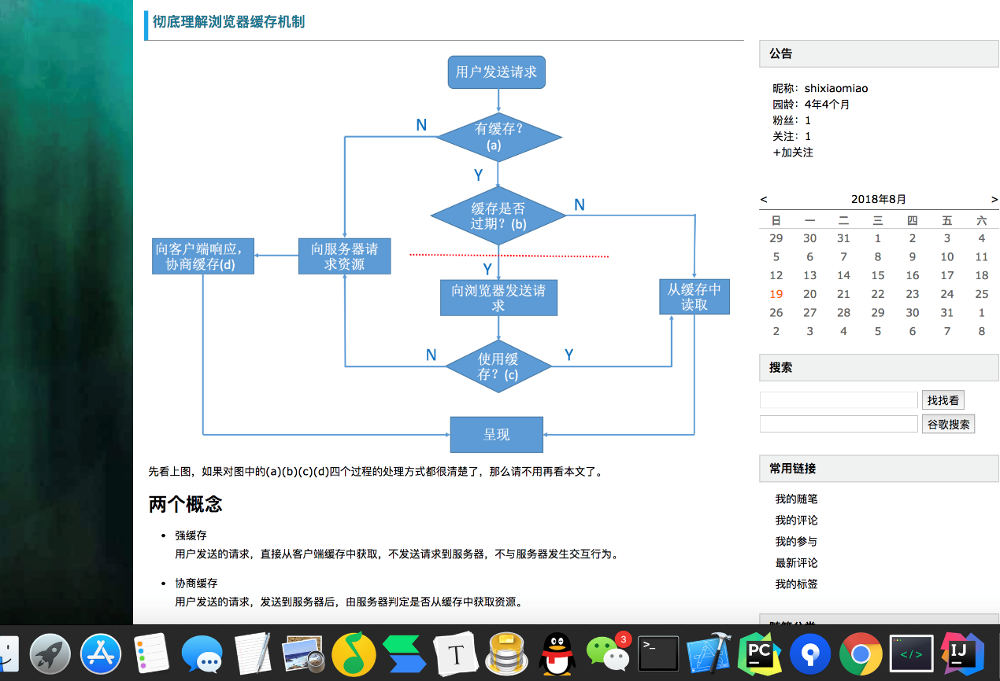 彻底理解浏览器缓存机制
用户发送请求
N
有缓存?
(a)
Y
缓存是否
过期? (b)
N
向客户端响应,
协商缓存(d)
向服务器请
求资源
Y
向浏览器发送请
求
从缓存中
读取
N
使用缓
存? (c)
Y
呈现
先看上图，如果对图中的(a)(b)(c)(d)四个过程的处理方式都很清楚了，那么请不用再看本文了。
两个概念
• 强缓存
用户发送的请求，直接从客户端缓存中获取，不发送请求到服务器，不与服务器发生交互行为。
• 协商缓存
用户发送的请求，发送到服务器后，由服务器判定是否从缓存中获取资源。
公告
昵称：shixiaomiao
园龄：4年4个月
粉丝：1
关注：1
+加关注
< 2018年8月 >
日 一 二 三 四 五 六
29 30 31 1 2 3 4
5 6 7 8 9 10 11
12 13 14 15 16 17 18
19 20 21 22 23 24 25
26 27 28 29 30 31 1
2 3 4 5 6 7 8
搜索
找找看
谷歌搜索
常用链接
我的随笔
我的评论
我的参与
最新评论
我的标签
T
3
>_
PC
</>
IJ